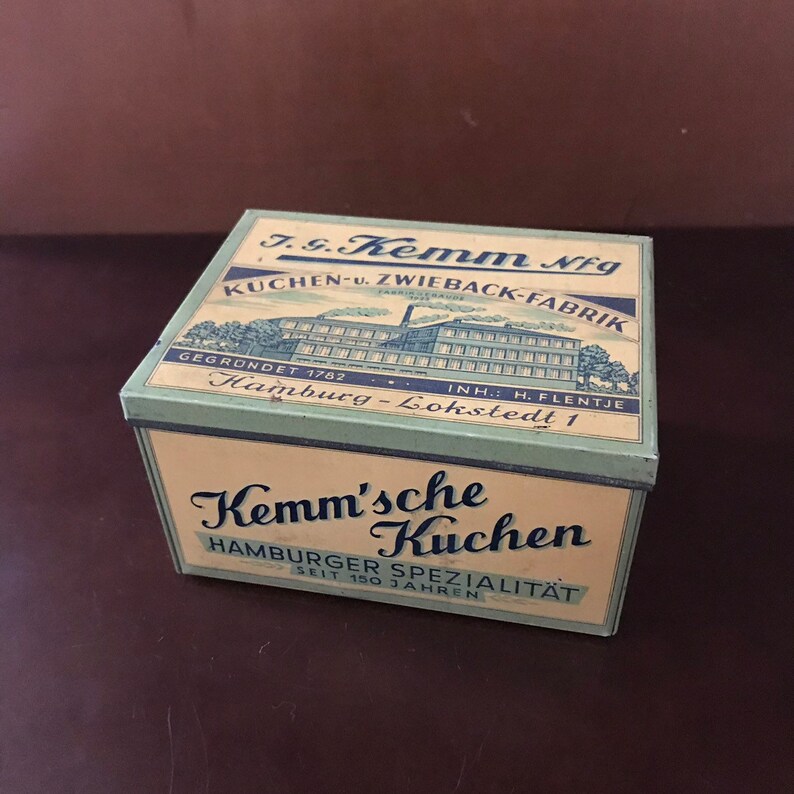 J. G. Kemm Nfg
KUCHEN- u. ZWIEBACK-FABRIK
FABRIKGEBÄUDE
GEGRÜNDET 1782 INH.: H. FLENTJE
Hamburg - Lokstedt 1
Kemm'sche
Kuchen
HAMBURGER SPEZIALITÄT
SEIT 150 JAHREN